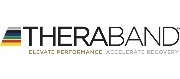 THERABAND®
ELEVATE PERFORMANCE. ACCELERATE RECOVERY.